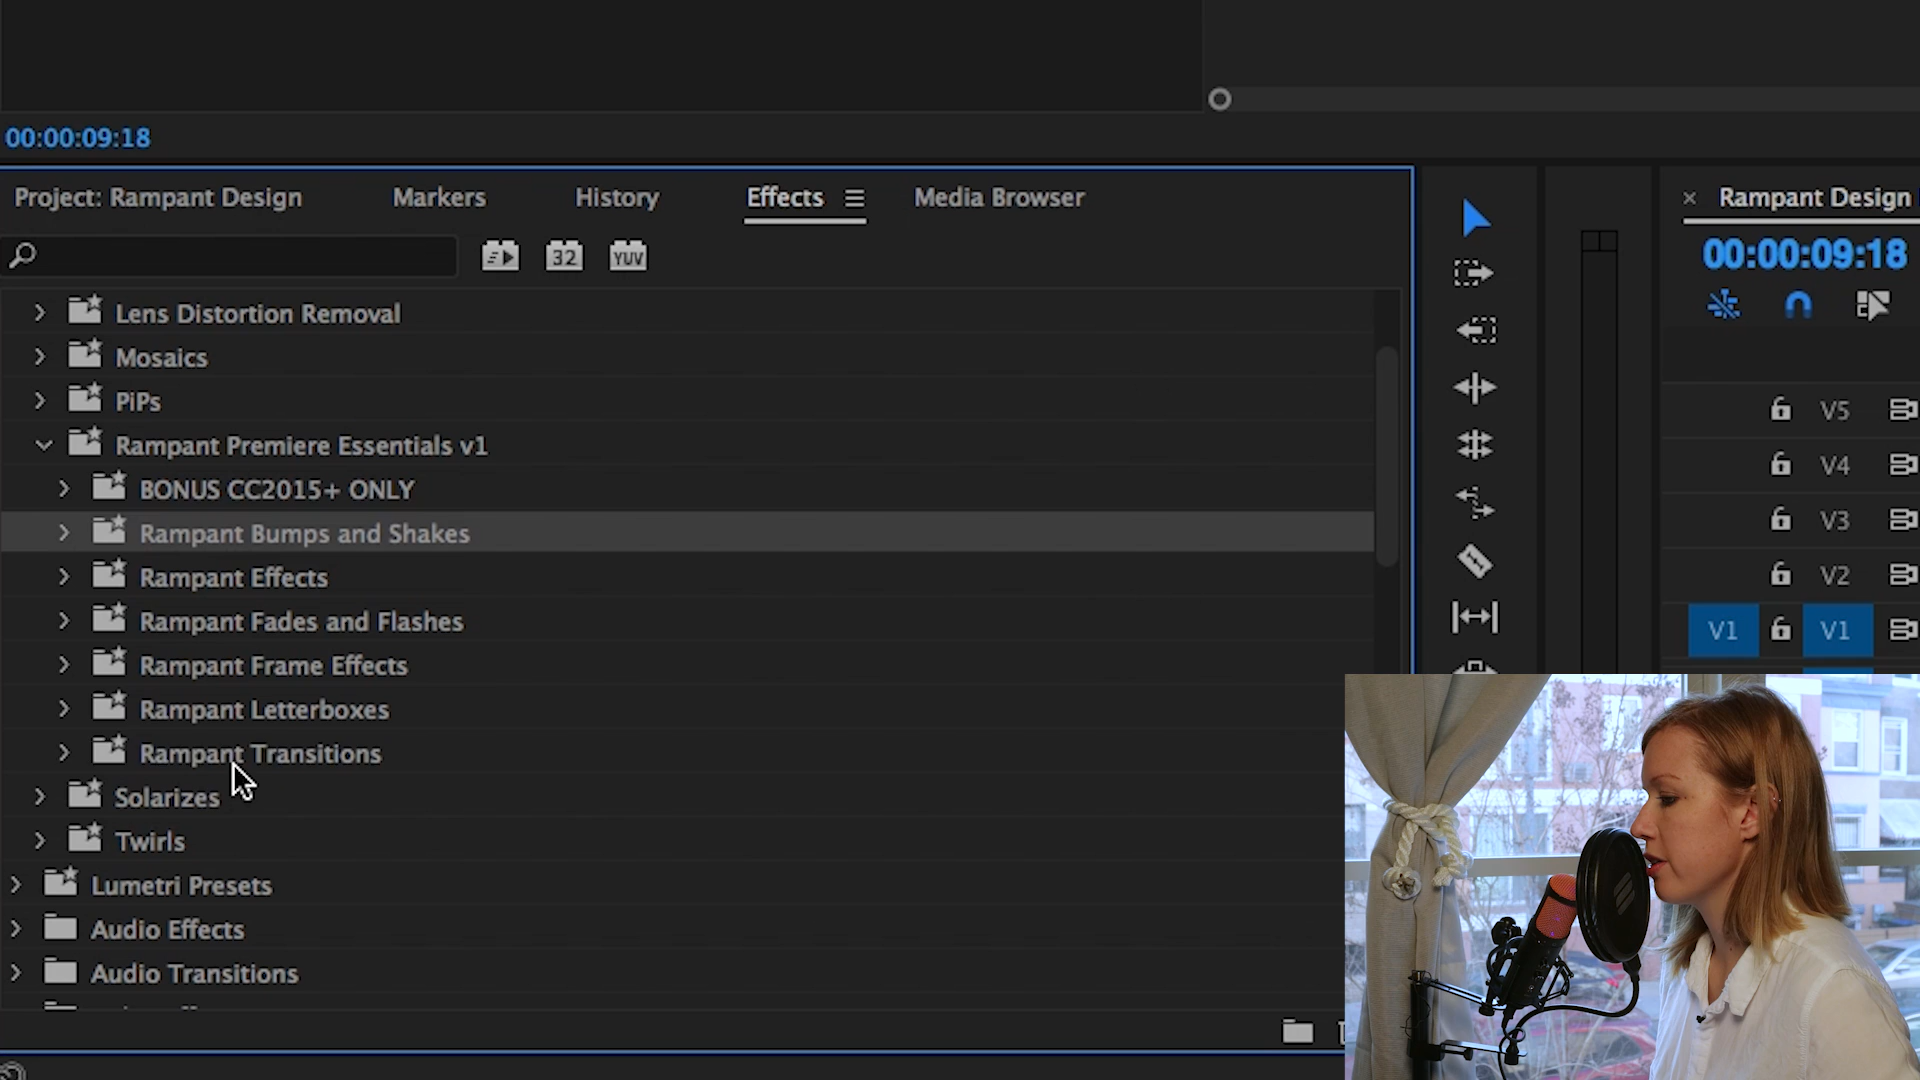 00:00:09:18
Project: Rampant Design
Markers
History
Effects
Media Browser
32
YUV
Lens Distortion Removal
Mosaics
PiPs
Rampant Premiere Essentials v1
BONUS CC2015+ ONLY
Rampant Bumps and Shakes
Rampant Effects
Rampant Fades and Flashes
Rampant Frame Effects
Rampant Letterboxes
Rampant Transitions
Solarizes
Twirls
Lumetri Presets
Audio Effects
Audio Transitions
Rampant Design
00:00:09:18
V5
V4
V3
V2
V1 V1